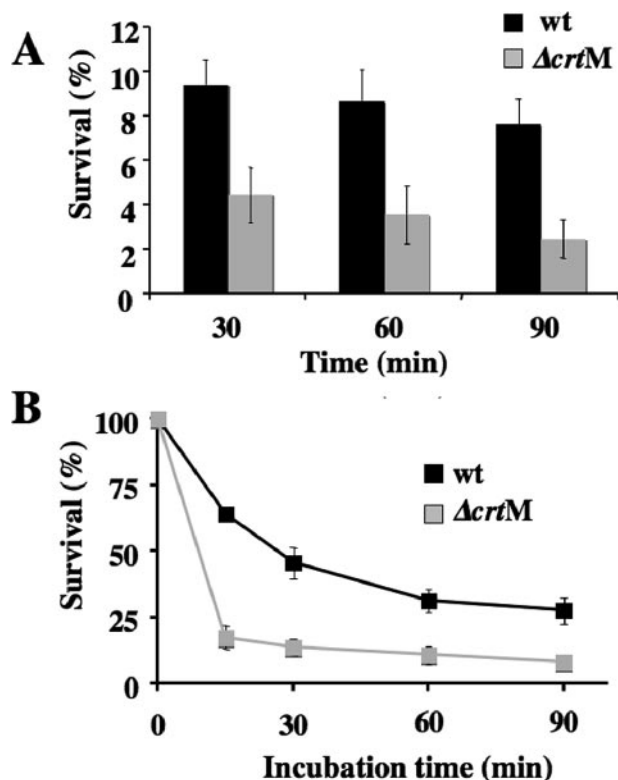 A
wt
ΔcrtM
Survival (%)
12
10
8
6
4
2
0
30 60 90
Time (min)
B
wt
ΔcrtM
Survival (%)
100
75
50
25
0
0 30 60 90
Incubation time (min)